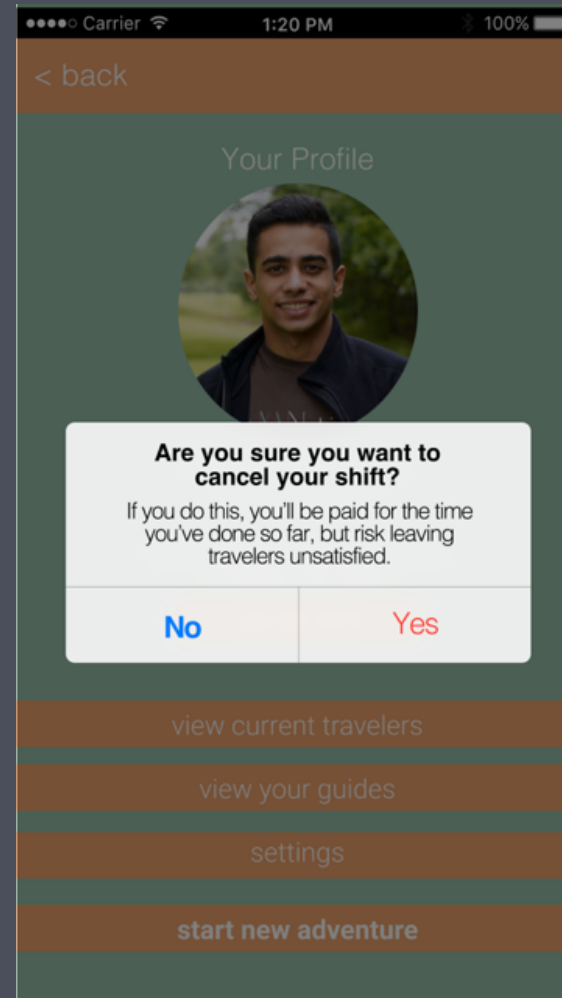 Carrier 1:20 PM 100%
< back
Your Profile
Are you sure you want to
cancel your shift?
If you do this, you'll be paid for the time
you've done so far, but risk leaving
travelers unsatisfied.
No Yes
view current travelers
view your guides
settings
start new adventure